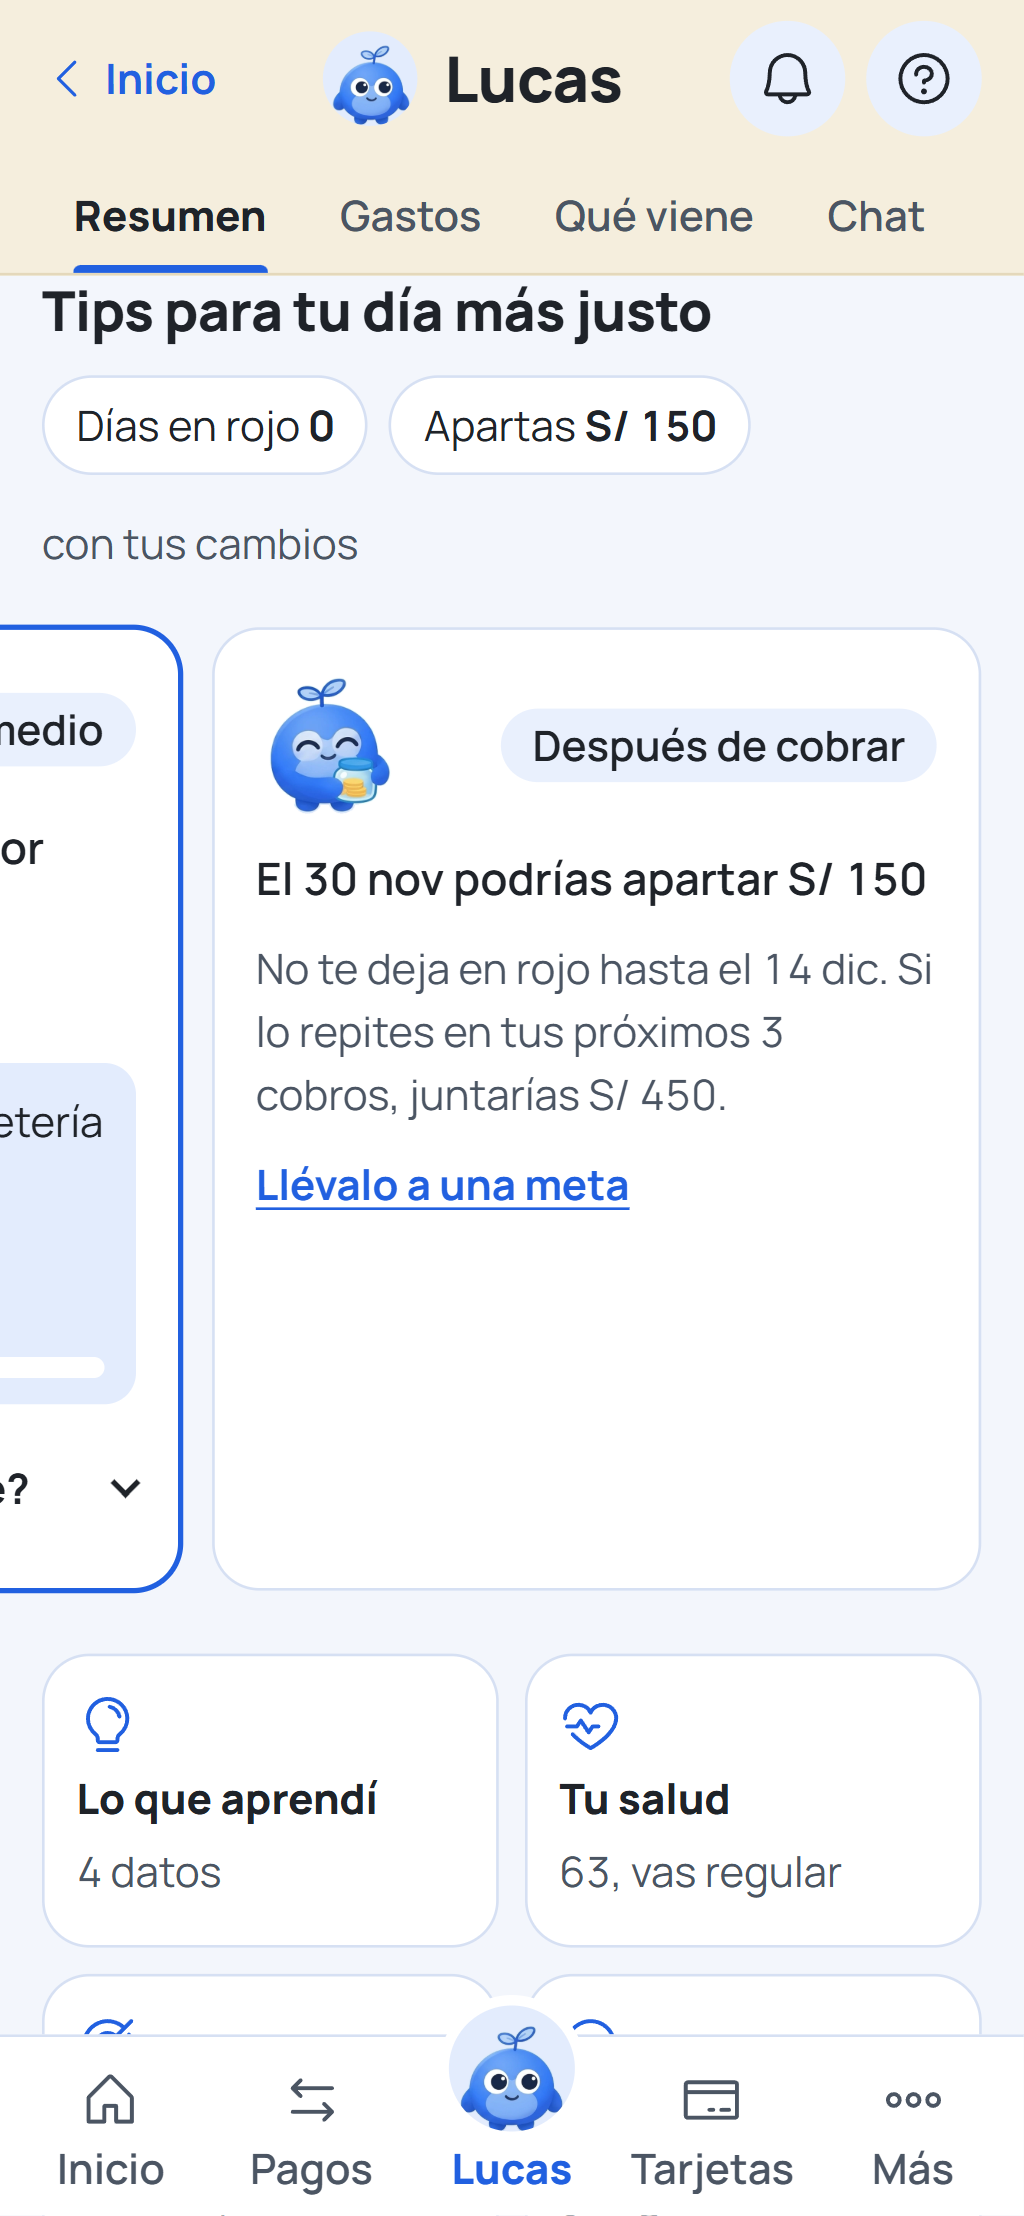 Inicio
Lucas
Resumen
Gastos
Qué viene
Chat
Tips para tu día más justo
Días en rojo 0
Apartas S/ 150
con tus cambios
or
?
Después de cobrar
El 30 nov podrías apartar S/ 150
No te deja en rojo hasta el 14 dic. Si
lo repites en tus próximos 3
cobros, juntarías S/ 450.
Llévalo a una meta
Lo que aprendí
4 datos
Tu salud
63, vas regular
Inicio
Pagos
Lucas
Tarjetas
Más